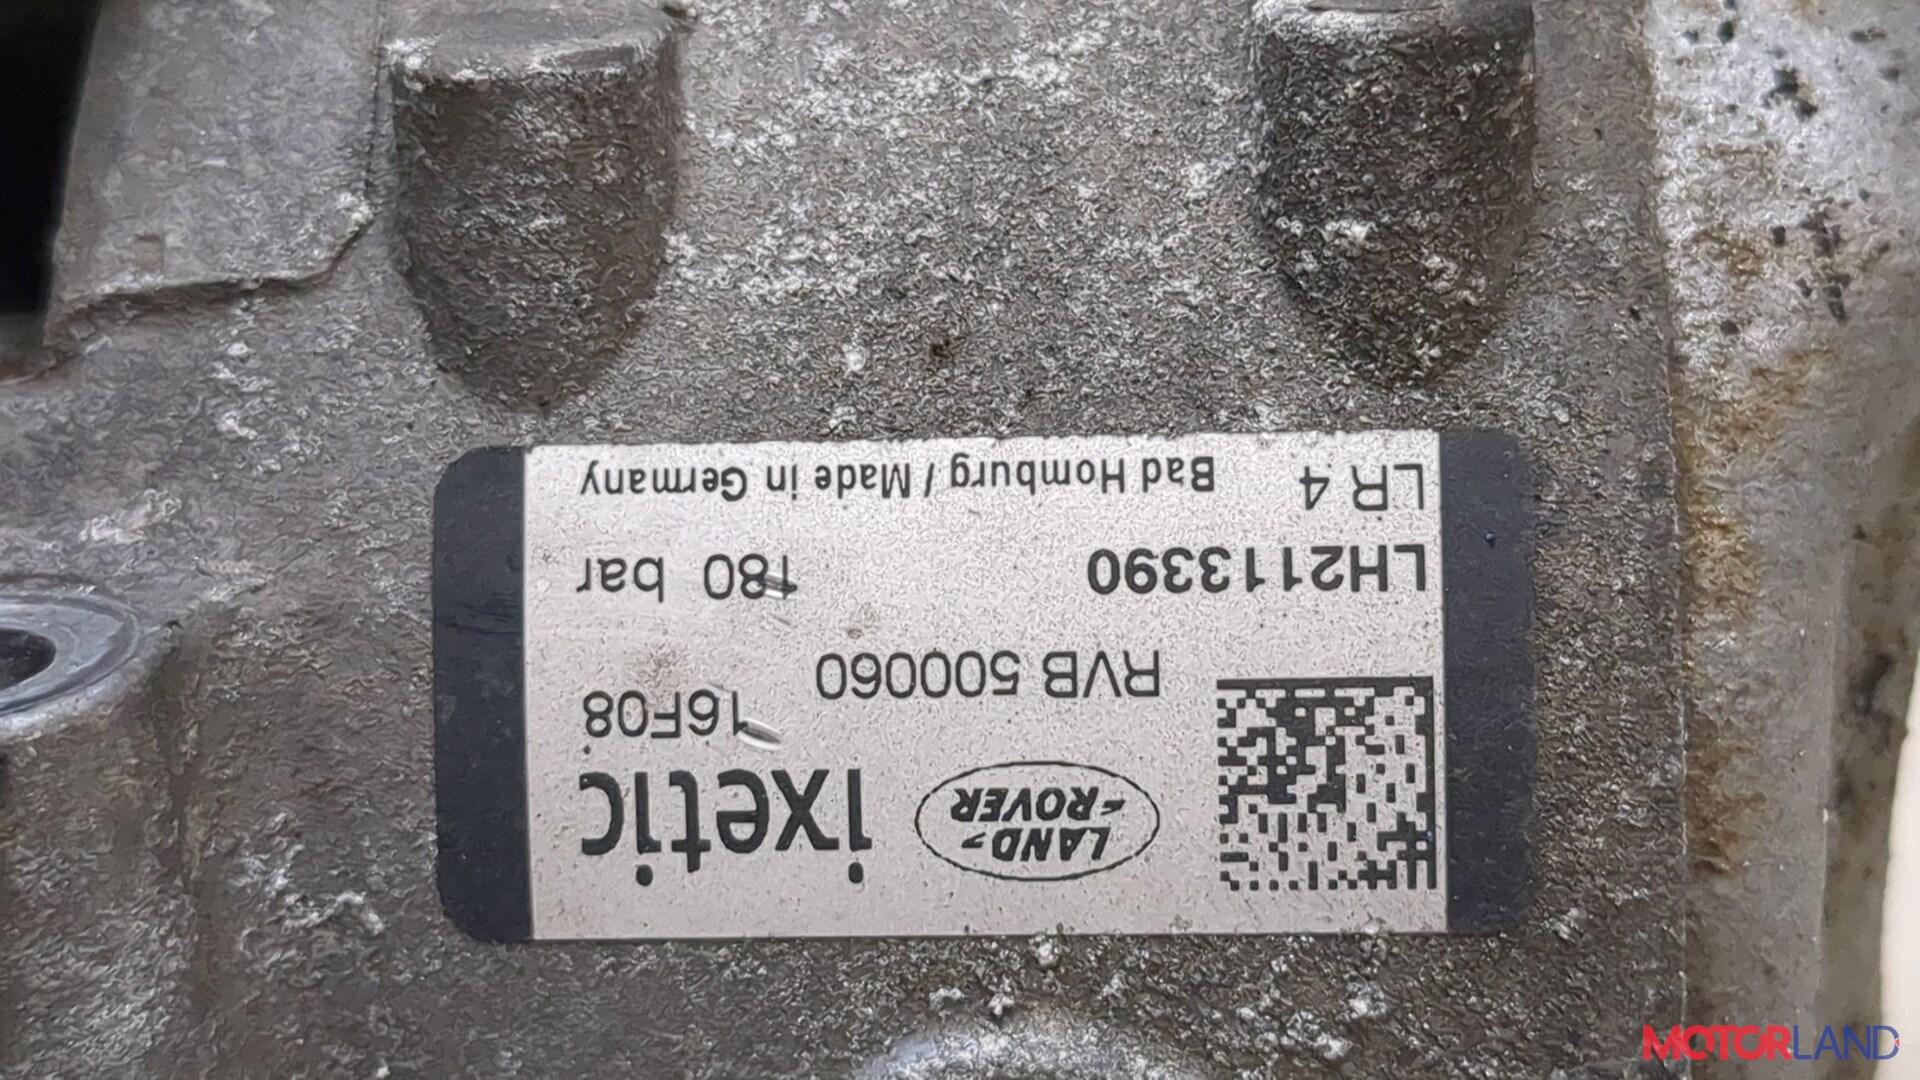 LAND
ROVER
ixetic
16F08
RVB 500060
LH2113390 180 bar
LR 4 Bad Homburg / Made in Germany
MOTORLAND